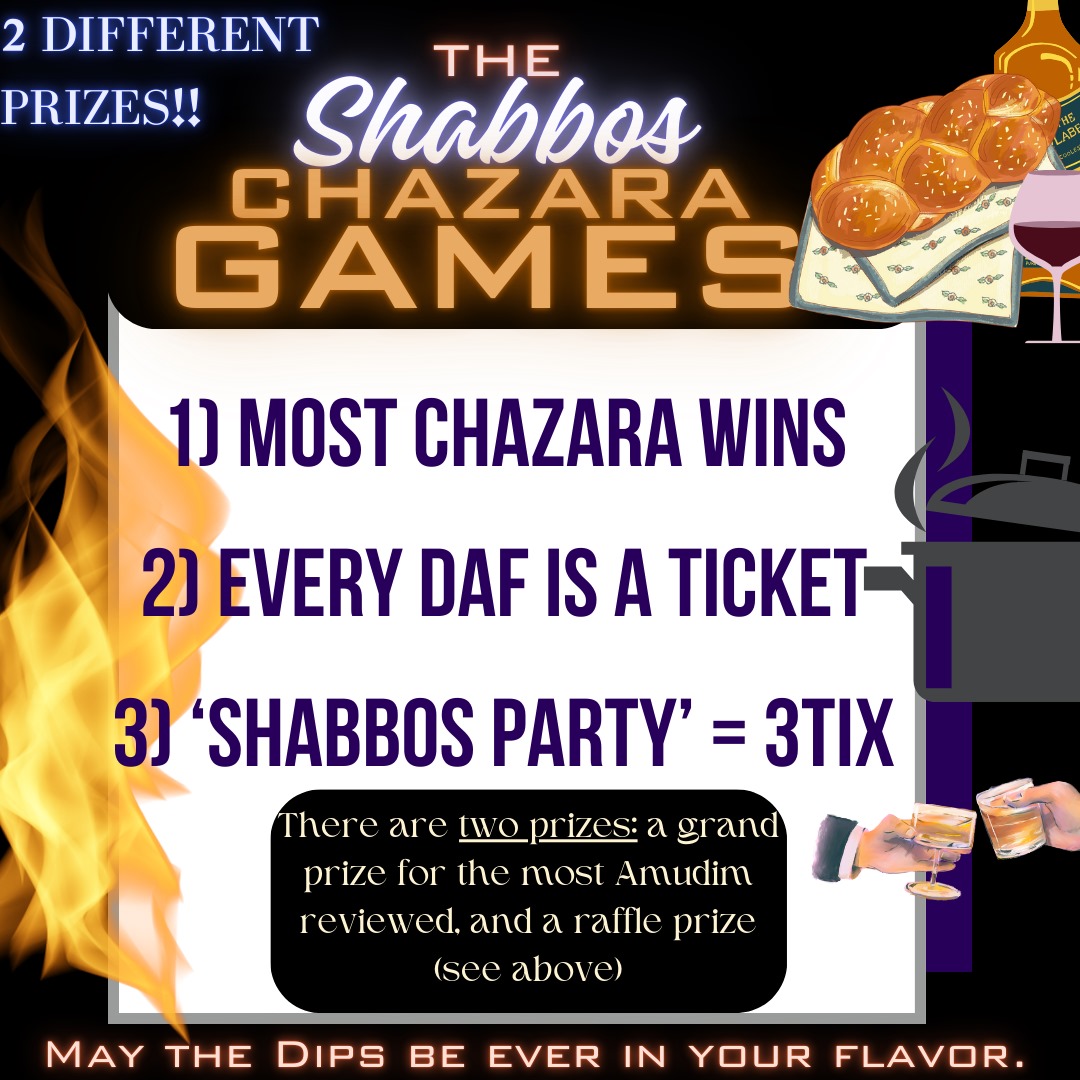 2 DIFFERENT
PRIZES!!
THE
Shabbos
CHAZARA
GAMES
THE
LABE
1) MOST CHAZARA WINS
2) EVERY DAF IS A TICKET
3) ‘SHABBOS PARTY’ = 3TIX
There are two prizes: a grand
prize for the most Amudim
reviewed, and a raffle prize
(see above)
MAY THE DIPS BE EVER IN YOUR FLAVOR.